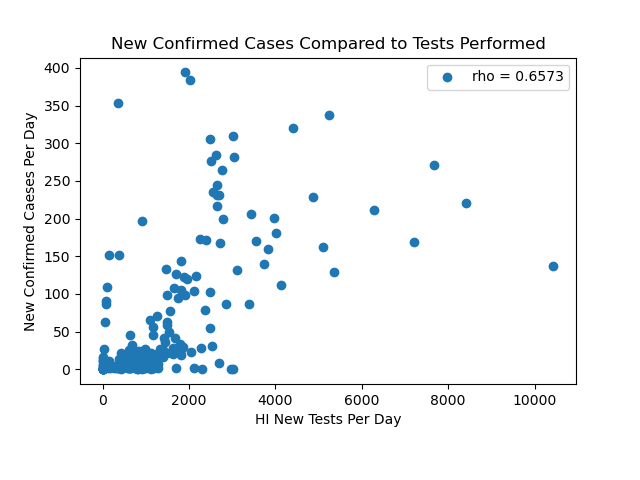 New Confirmed Cases Compared to Tests Performed
rho = 0.6573
New Confirmed Caeses Per Day
400
350
300
250
200
150
100
50
0
0 2000 4000 6000 8000 10000
HI New Tests Per Day